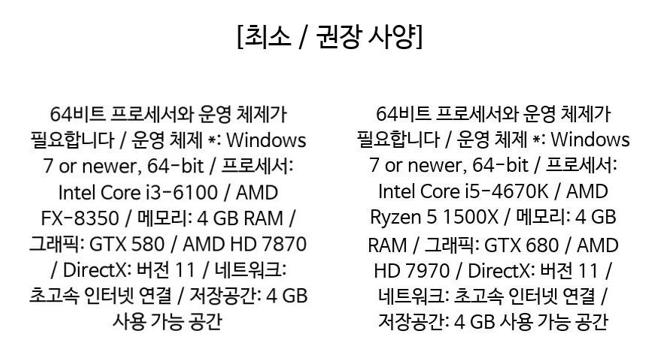 [최소 / 권장 사양]
64비트 프로세서와 운영 체제가
필요합니다 / 운영 체제 *: Windows
7 or newer, 64-bit / 프로세서:
Intel Core i3-6100 / AMD
FX-8350 / 메모리: 4 GB RAM /
그래픽: GTX 580 / AMD HD 7870
/ DirectX: 버전 11 / 네트워크:
초고속 인터넷 연결 / 저장공간: 4 GB
사용 가능 공간
64비트 프로세서와 운영 체제가
필요합니다 / 운영 체제 *: Windows
7 or newer, 64-bit / 프로세서:
Intel Core i5-4670K / AMD
Ryzen 5 1500X / 메모리: 4 GB
RAM / 그래픽: GTX 680 / AMD
HD 7970 / DirectX: 버전 11 /
네트워크: 초고속 인터넷 연결 /
저장공간: 4 GB 사용 가능 공간